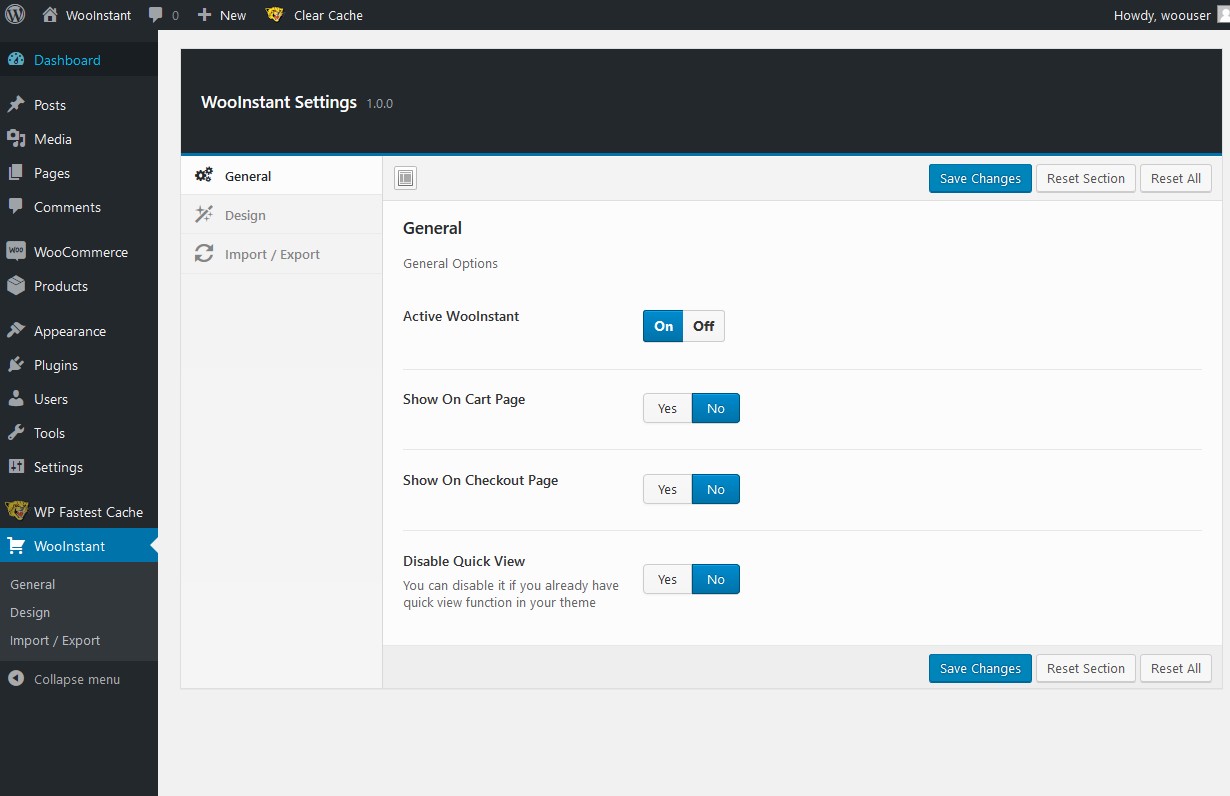 WooInstant 0 New Clear Cache Howdy, woouser
Dashboard
Posts
Media
Pages
Comments
Woo WooCommerce
Products
Appearance
Plugins
Users
Tools
Settings
WP Fastest Cache
WooInstant
General
Design
Import / Export
Collapse menu
WooInstant Settings 1.0.0
General
Design
Import / Export
Save Changes Reset Section Reset All
General
General Options
Active WooInstant On Off
Show On Cart Page Yes No
Show On Checkout Page Yes No
Disable Quick View Yes No
You can disable it if you already have
quick view function in your theme
Save Changes Reset Section Reset All